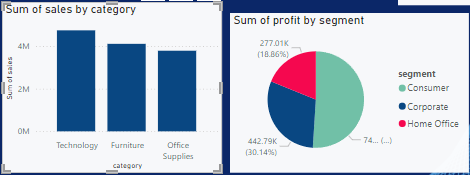 Sum of sales by category
Sum of sales
4M
2M
0M
Technology
Furniture
Office
Supplies
category
Sum of profit by segment
277.01K
(18.86%)
442.79K
(30.14%)
74... (...)
segment
Consumer
Corporate
Home Office